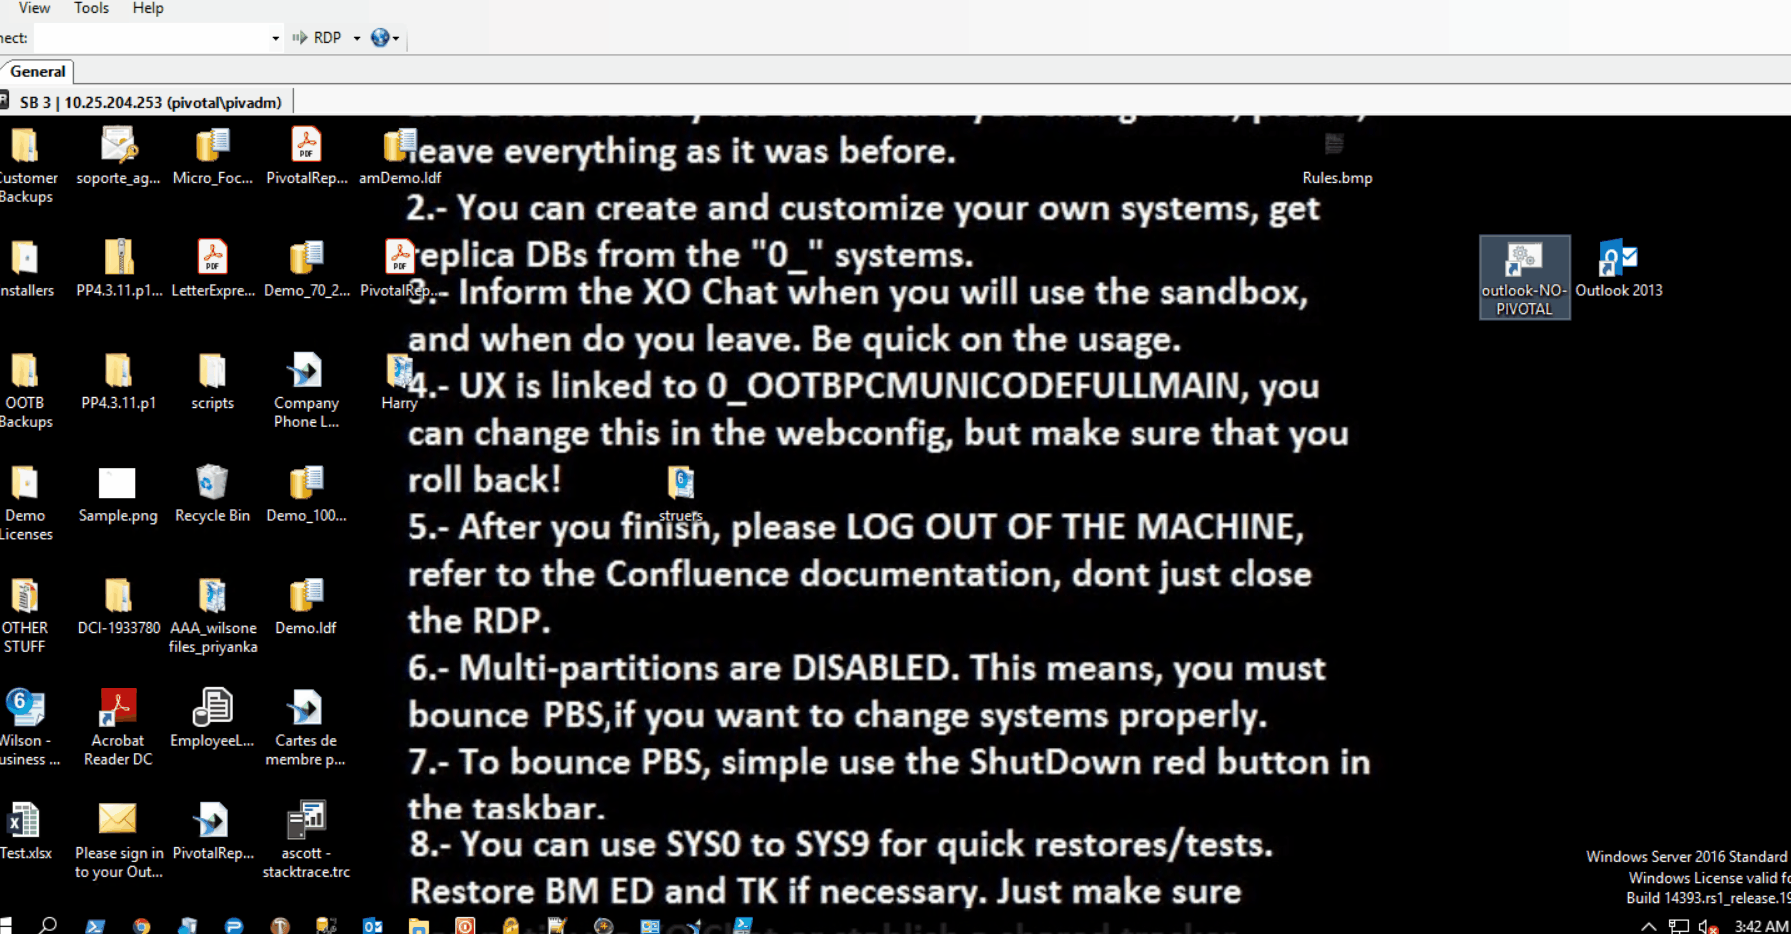 View Tools Help
nect: RDP
General
SB 3 | 10.25.204.253 (pivotal\pivadm)
leave everything as it was before.
2.- You can create and customize your own systems, get
replica DBs from the "0_" systems.
3.- Inform the XO Chat when you will use the sandbox,
and when do you leave. Be quick on the usage.
4.- UX is linked to 0_OOTBPCMUNICODEFULLMAIN, you
can change this in the webconfig, but make sure that you
roll back!
5.- After you finish, please LOG OUT OF THE MACHINE,
refer to the Confluence documentation, dont just close
the RDP.
6.- Multi-partitions are DISABLED. This means, you must
bounce PBS,if you want to change systems properly.
7.- To bounce PBS, simple use the ShutDown red button in
the taskbar.
8.- You can use SYS0 to SYS9 for quick restores/tests.
Restore BM ED and TK if necessary. Just make sure
Customer
Backups
soporte_ag...
Micro_Foc...
PivotalRep...
amDemo.ldf
Rules.bmp
nstallers
PP4.3.11.p1...
LetterExpre...
Demo_70_2...
PivotalRep...
outlook-NO-
PIVOTAL
Outlook 2013
OOTB
Backups
PP4.3.11.p1
scripts
Company
Phone L...
Harry
Demo
Licenses
Sample.png
Recycle Bin
Demo_100...
struers
OTHER
STUFF
DCI-1933780
AAA_wilsone
files_priyanka
Demo.ldf
Wilson -
usiness ...
Acrobat
Reader DC
EmployeeL...
Cartes de
membre p...
Test.xlsx
Please sign in
to your Out...
PivotalRep...
ascott -
stacktrace.trc
Windows Server 2016 Standard
Windows License valid fo
Build 14393.rs1_release.19
3:42 AM